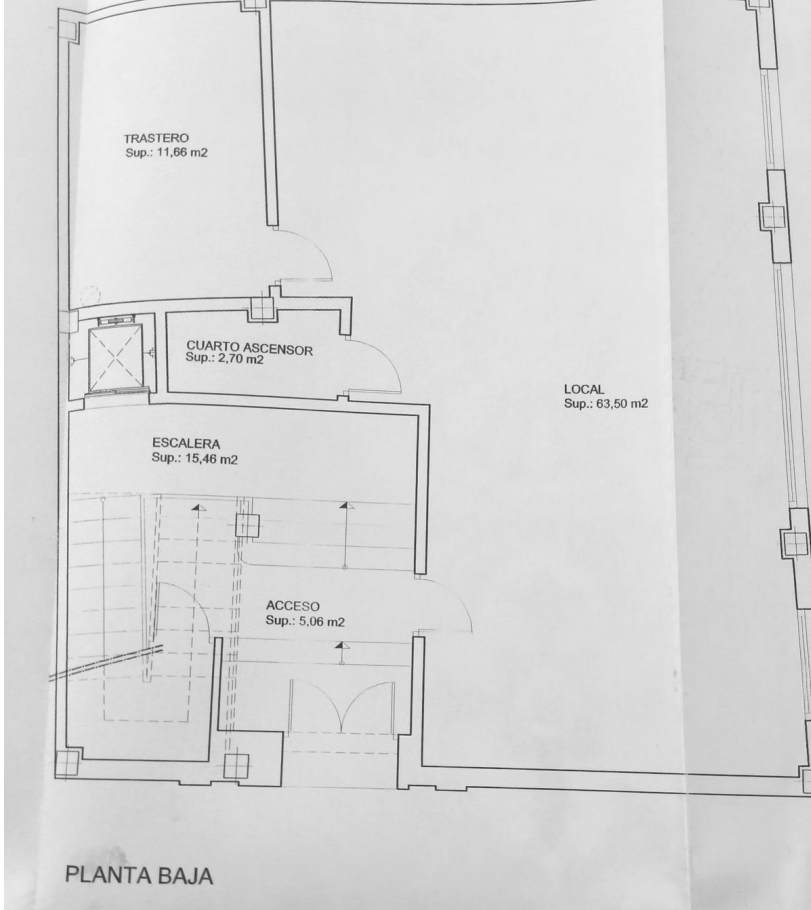 TRASTERO
Sup.: 11,66 m2
CUARTO ASCENSOR
Sup.: 2,70 m2
LOCAL
Sup.: 63,50 m2
ESCALERA
Sup.: 15,46 m2
ACCESO
Sup.: 5,06 m2
PLANTA BAJA